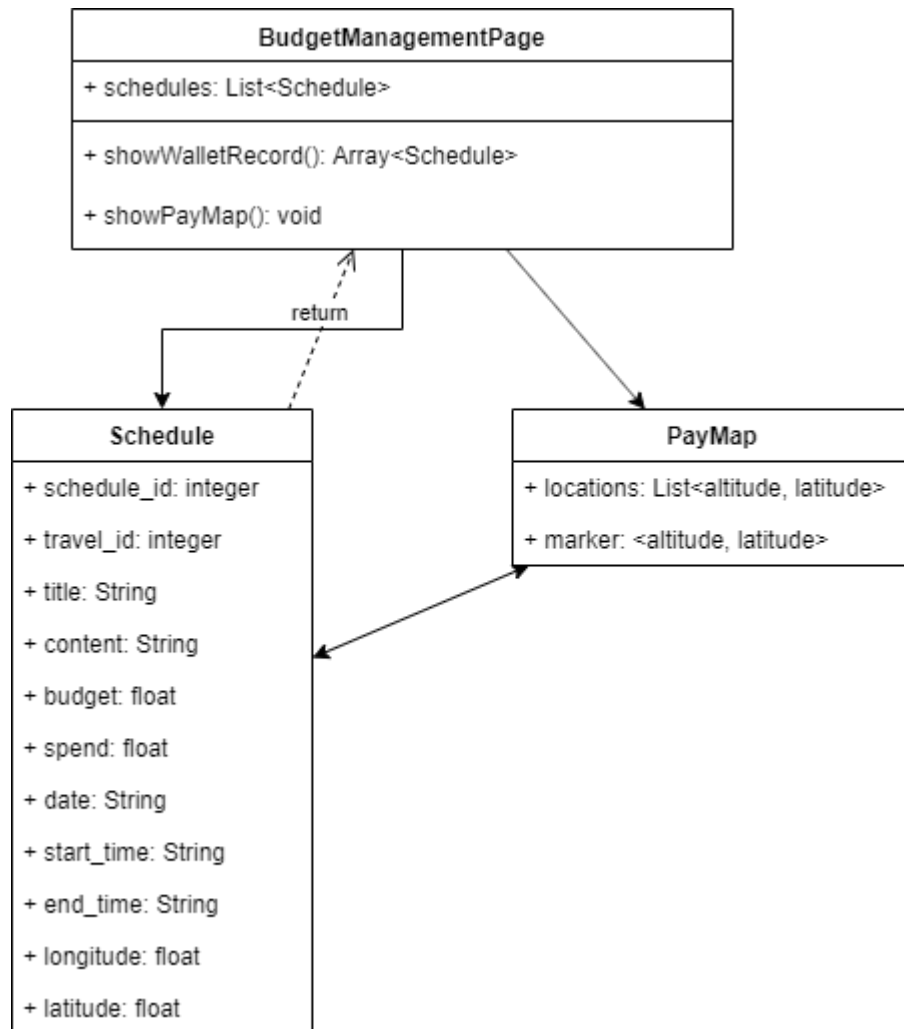 BudgetManagementPage
+ schedules: List<Schedule>
+ showWalletRecord(): Array<Schedule>
+ showPayMap(): void
return
Schedule
+ schedule_id: integer
+ travel_id: integer
+ title: String
+ content: String
+ budget: float
+ spend: float
+ date: String
+ start_time: String
+ end_time: String
+ longitude: float
+ latitude: float
PayMap
+ locations: List<altitude, latitude>
+ marker: <altitude, latitude>